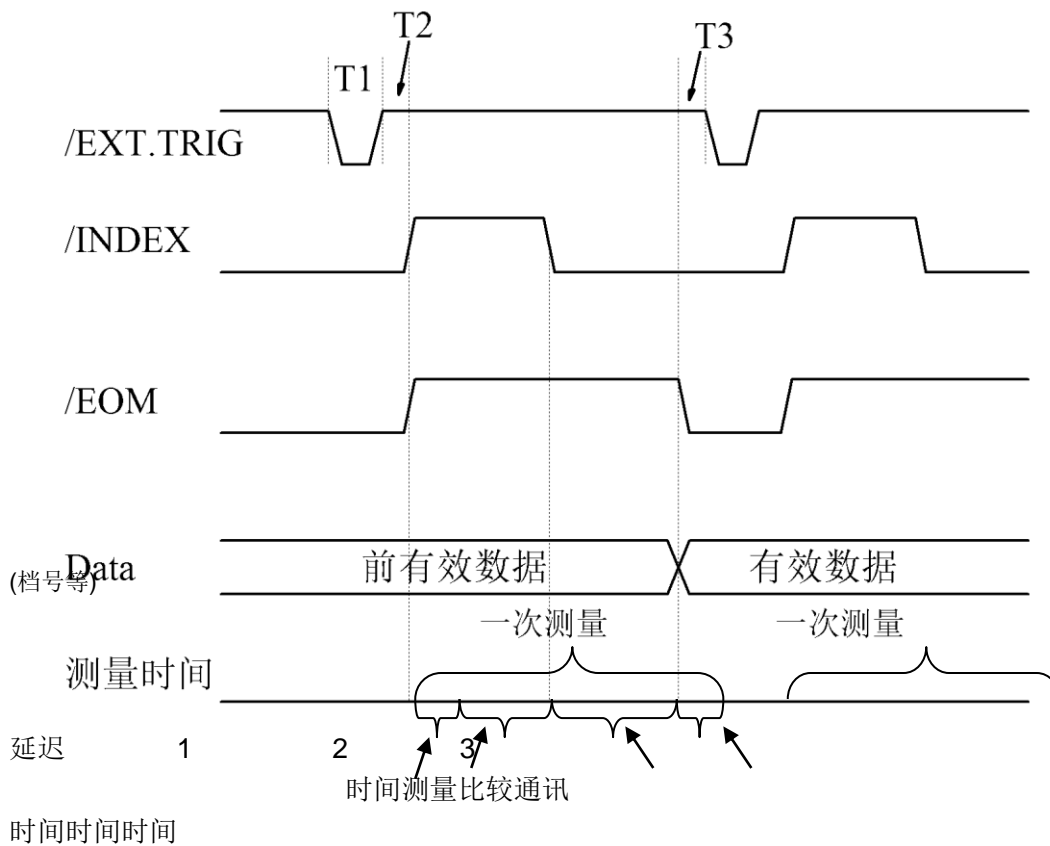 T2
T3
T1
/EXT.TRIG
/INDEX
/EOM
Data
(档号等)
前有效数据
有效数据
一次测量
一次测量
测量时间
延迟 1 2 3
时间测量比较通讯
时间时间时间